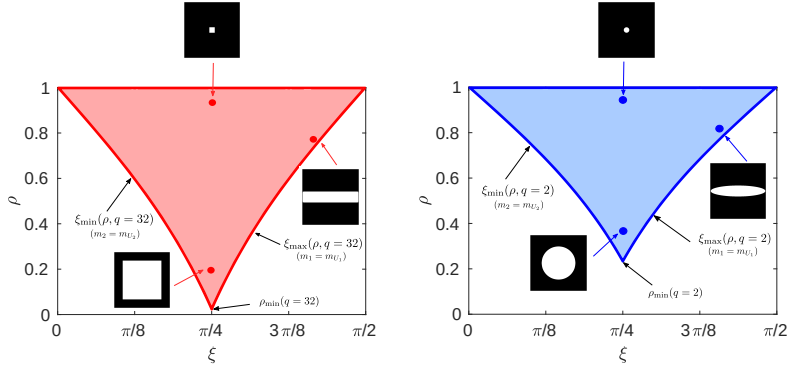 1
0.8
0.6
0.4
0.2
0
ρ
ξmin(ρ, q = 32)
(m₂ = mU₂)
ξmax(ρ, q = 32)
(m₁ = mU₁)
ρmin(q = 32)
0 π/8 π/4 3π/8 π/2
ξ
1
0.8
0.6
0.4
0.2
0
ρ
ξmin(ρ, q = 2)
(m₂ = mU₂)
ξmax(ρ, q = 2)
(m₁ = mU₁)
ρmin(q = 2)
0 π/8 π/4 3π/8 π/2
ξ